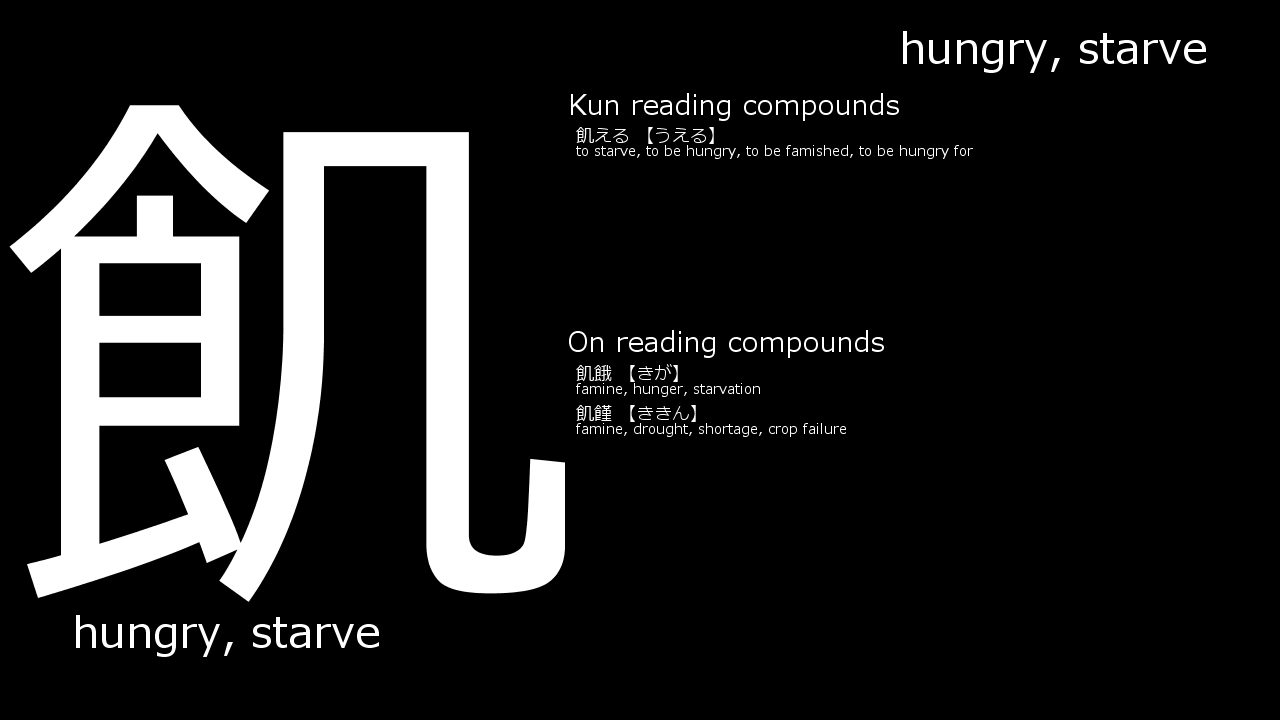 hungry, starve
飢
Kun reading compounds
飢える 【うえる】
to starve, to be hungry, to be famished, to be hungry for
On reading compounds
飢餓 【きが】
famine, hunger, starvation
飢饉 【ききん】
famine, drought, shortage, crop failure
hungry, starve